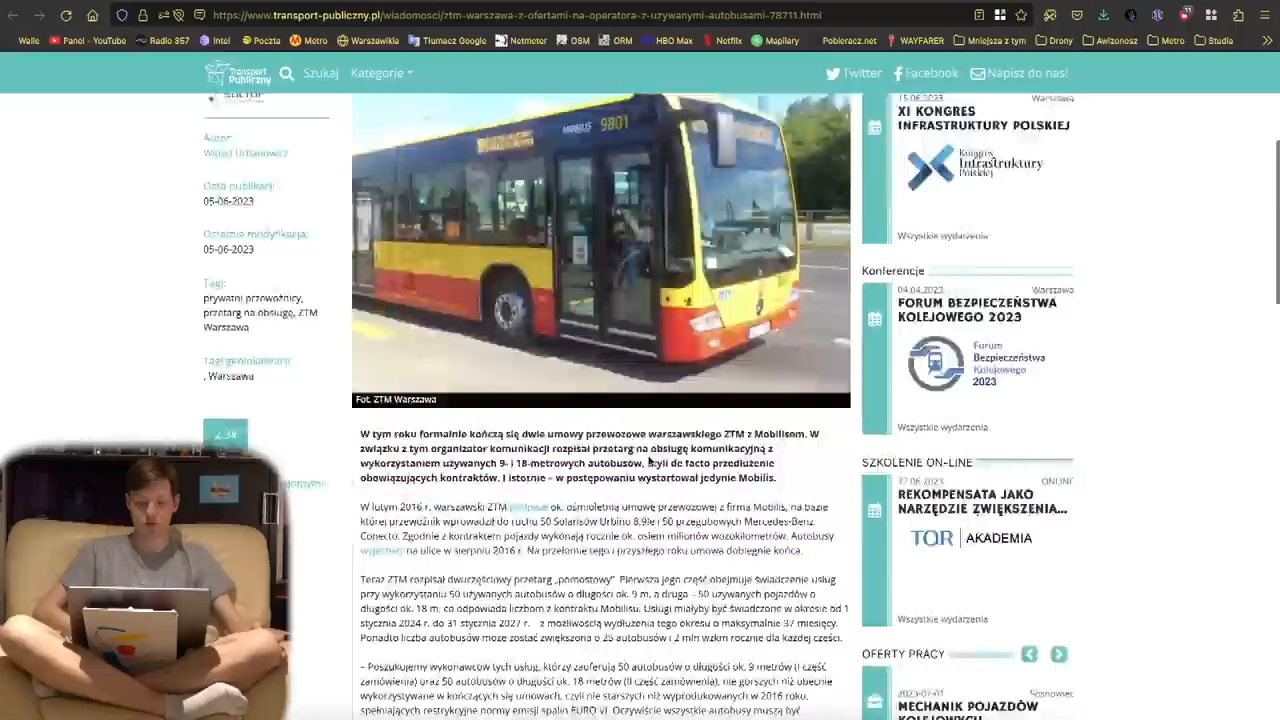 https://www.transport-publiczny.pl/wiadomosci/ztm-warszawa-z-ofertami-na-operatora-z-uzywanymi-autobusami-78711.html
11
Walle Panel - YouTube Radio 357 Intel Poczta Metro Warszawikia Tłumacz Google Netmeter OSM ORM HBO Max Netflix Mapilary Pobieracz.net WAYFARER Mniejsza z tym Drony Awizonosz Metro Studia
Transport Publiczny Szukaj Kategorie Twitter Facebook Napisz do nas!
Autor:
Witold Urbanowicz
Data publikacji:
05-06-2023
Ostatnia modyfikacja:
05-06-2023
Tagi:
prywatni przewoźnicy,
przetarg na obsługę, ZTM
Warszawa
Tagi geolokalizacji:
, Warszawa
MOBILIS 9801
Fot. ZTM Warszawa
W tym roku formalnie kończą się dwie umowy przewozowe warszawskiego ZTM z Mobilisem. W
związku z tym organizator komunikacji rozpisał przetarg na obsługę komunikacyjną z
wykorzystaniem używanych 9- i 18-metrowych autobusów, czyli de facto przedłużenie
obowiązujących kontraktów. I istotnie – w postępowaniu wystartował jedynie Mobilis.
W lutym 2016 r. warszawski ZTM podpisał ok. ośmioletnią umowę przewozową z firmą Mobilis, na bazie
której przewoźnik wprowadził do ruchu 50 Solarisów Urbino 8,9le i 50 przegubowych Mercedes-Benz
Conecto. Zgodnie z kontraktem pojazdy wykonają rocznie ok. osiem milionów wozokilometrów. Autobusy
wyjechały na ulice w sierpniu 2016 r. Na przełomie tego i przyszłego roku umowa dobiegnie końca.
Teraz ZTM rozpisał dwuczęściowy przetarg „pomostowy”. Pierwsza jego część obejmuje świadczenie usług
przy wykorzystaniu 50 używanych autobusów o długości ok. 9 m, a druga – 50 używanych pojazdów o
długości ok. 18 m, co odpowiada liczbom z kontraktu Mobilisu. Usługi miałyby być świadczone w okresie od 1
stycznia 2024 r. do 31 stycznia 2027 r. – z możliwością wydłużenia tego okresu o maksymalnie 37 miesięcy.
Ponadto liczba autobusów może zostać zwiększona o 25 autobusów i 2 mln wzkm rocznie dla każdej części.
– Poszukujemy wykonawców tych usług, którzy zaoferują 50 autobusów o długości ok. 9 metrów (I część
zamówienia) oraz 50 autobusów o długości ok. 18 metrów (II część zamówienia), nie gorszych niż obecnie
wykorzystywane w kończących się umowach, czyli nie starszych niż wyprodukowanych w 2016 roku,
spełniających restrykcyjne normy emisji spalin EURO VI. Oczywiście wszystkie autobusy muszą być
15.06.2023 Warszawa
XI KONGRES
INFRASTRUKTURY POLSKIEJ
Kongres
Infrastruktury
Polskiej
Wszystkie wydarzenia
Konferencje
04.04.2023 Warszawa
FORUM BEZPIECZEŃSTWA
KOLEJOWEGO 2023
Forum
Bezpieczeństwa
Kolejowego
2023
Wszystkie wydarzenia
SZKOLENIE ON-LINE
27.06.2023 ONLINE
REKOMPENSATA JAKO
NARZĘDZIE ZWIĘKSZENIA...
TOR AKADEMIA
Wszystkie wydarzenia
OFERTY PRACY
2023-07-01 Sosnowiec
MECHANIK POJAZDÓW
KOLEJOWYCH